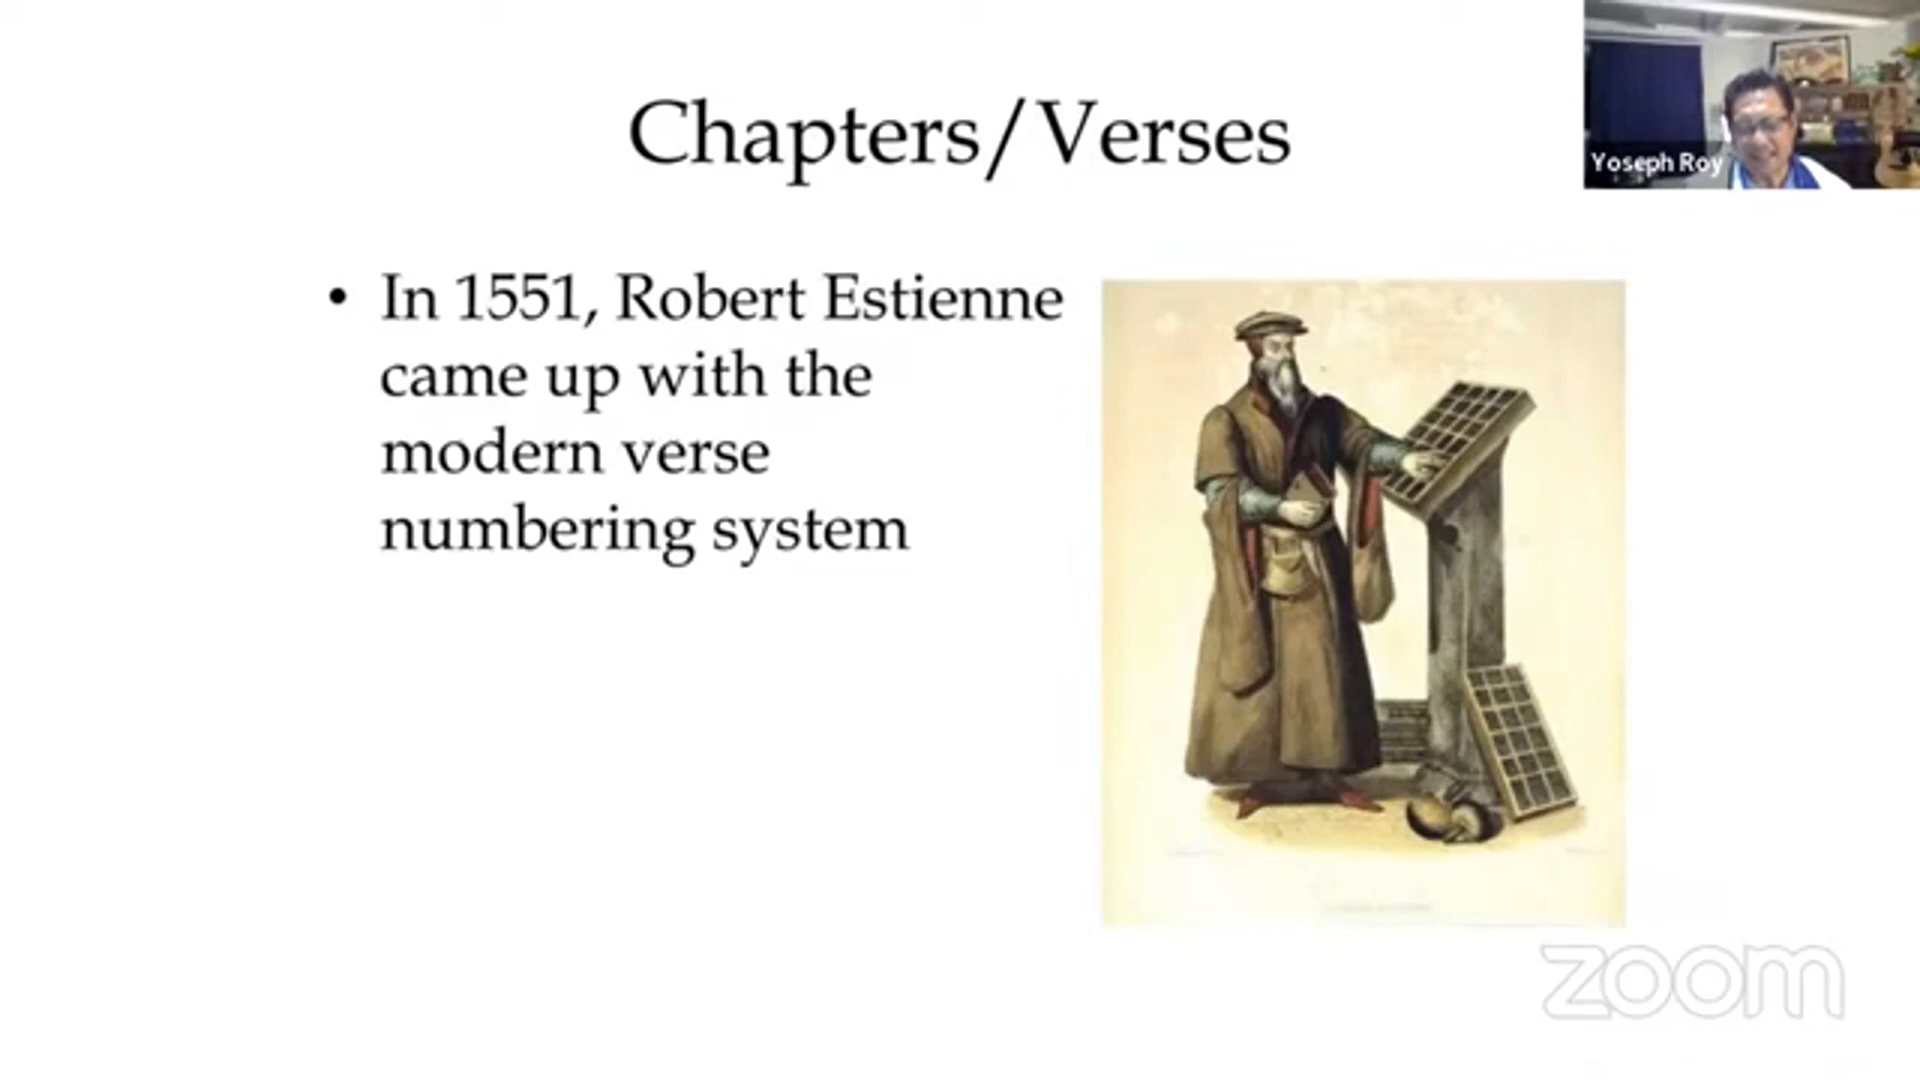 Chapters/Verses
Yoseph Roy
• In 1551, Robert Estienne
came up with the
modern verse
numbering system
zoom